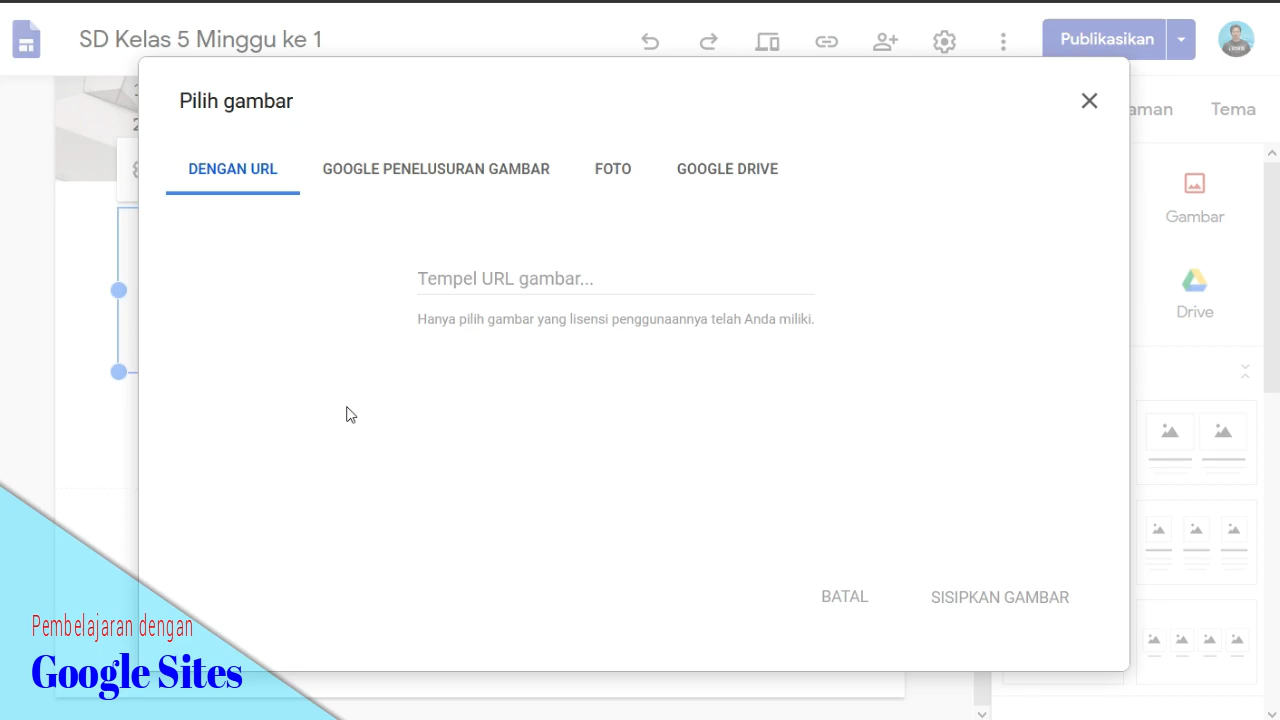 SD Kelas 5 Minggu ke 1
Publikasikan
Pilih gambar
aman
Tema
DENGAN URL
GOOGLE PENELUSURAN GAMBAR
FOTO
GOOGLE DRIVE
Gambar
Tempel URL gambar...
Drive
Hanya pilih gambar yang lisensi penggunaannya telah Anda miliki.
BATAL
SISIPKAN GAMBAR
Pembelajaran dengan
Google Sites